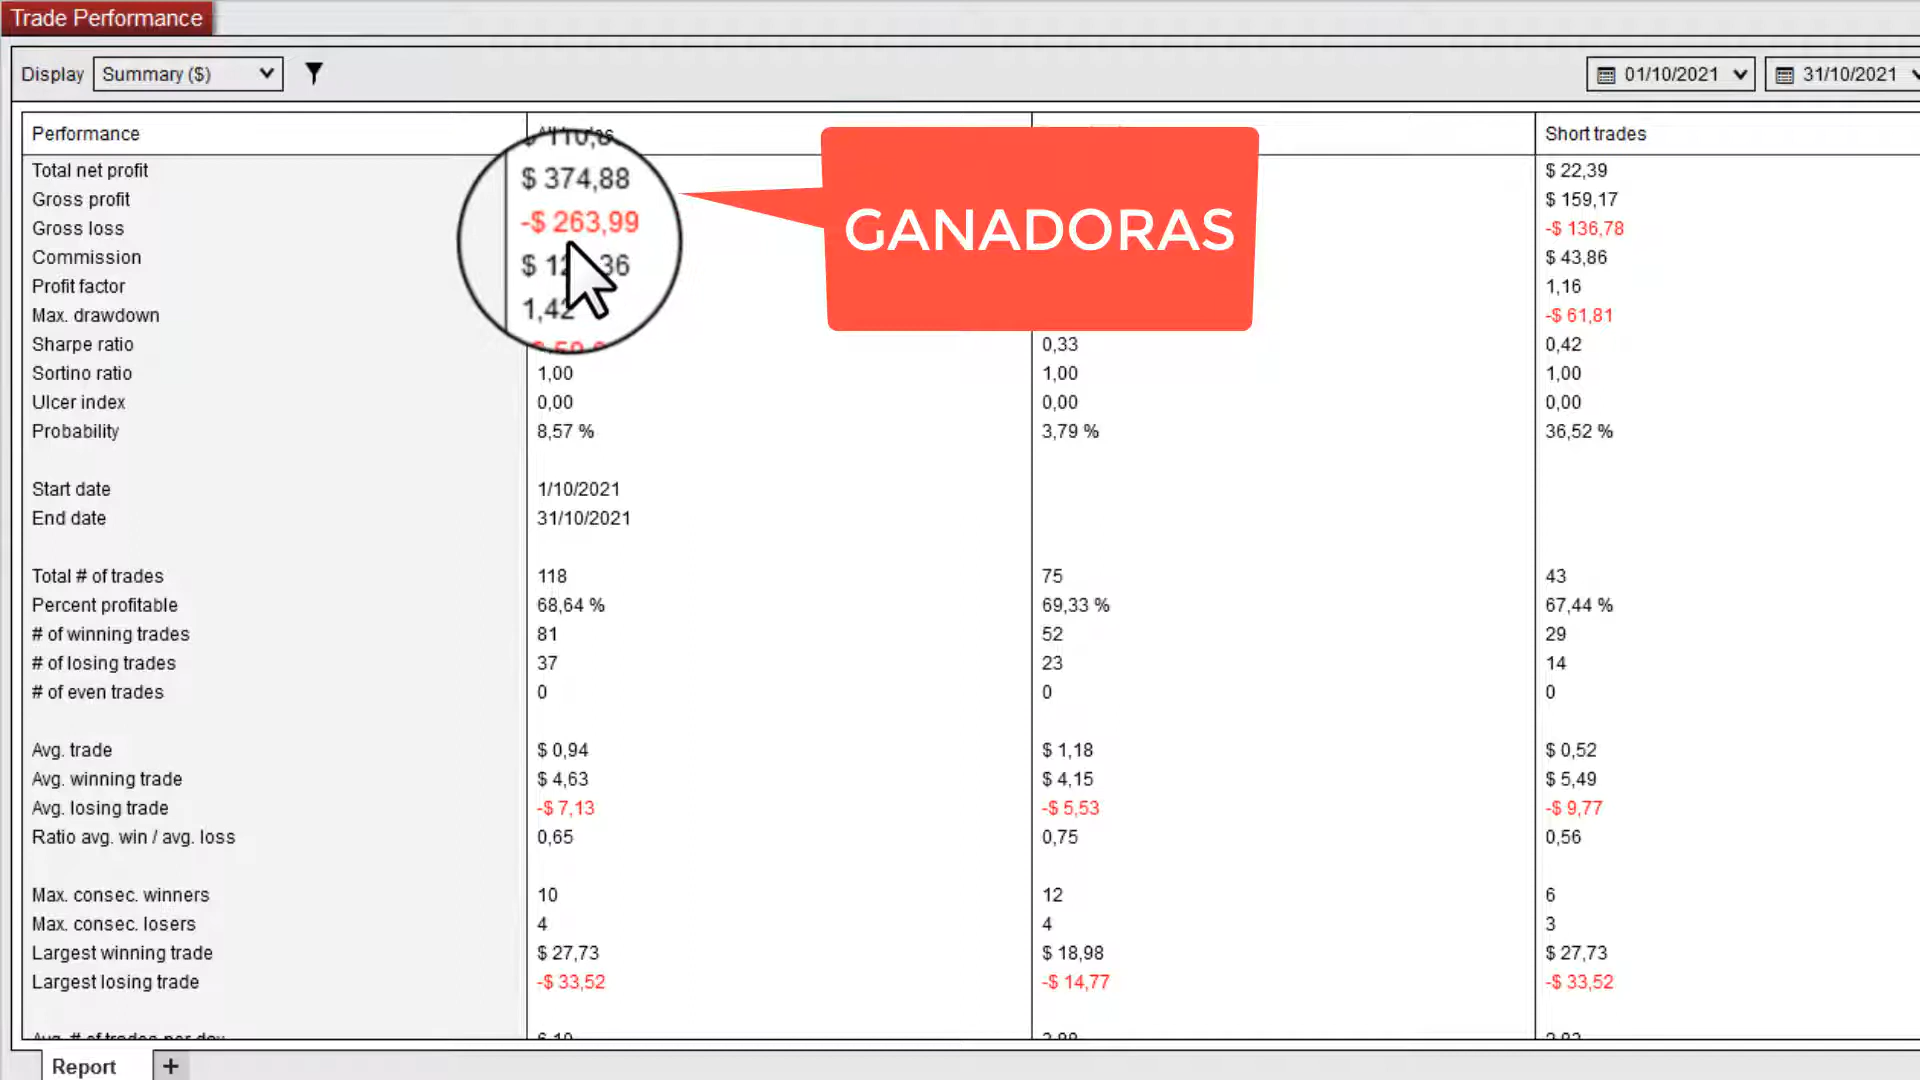 Trade Performance
Display Summary ($) 01/10/2021 31/10/2021
Performance Short trades
Total net profit $ 22,39
Gross profit $ 374,88 $ 159,17
Gross loss -$ 263,99 -$ 136,78
Commission $ 43,86
Profit factor 1,42 1,16
Max. drawdown -$ 61,81
GANADORAS
Sharpe ratio 0,33 0,42
Sortino ratio 1,00 1,00 1,00
Ulcer index 0,00 0,00 0,00
Probability 8,57 % 3,79 % 36,52 %
Start date 1/10/2021
End date 31/10/2021
Total # of trades 118 75 43
Percent profitable 68,64 % 69,33 % 67,44 %
# of winning trades 81 52 29
# of losing trades 37 23 14
# of even trades 0 0 0
Avg. trade $ 0,94 $ 1,18 $ 0,52
Avg. winning trade $ 4,63 $ 4,15 $ 5,49
Avg. losing trade -$ 7,13 -$ 5,53 -$ 9,77
Ratio avg. win / avg. loss 0,65 0,75 0,56
Max. consec. winners 10 12 6
Max. consec. losers 4 4 3
Largest winning trade $ 27,73 $ 18,98 $ 27,73
Largest losing trade -$ 33,52 -$ 14,77 -$ 33,52
Avg. # of trades per day
Report +